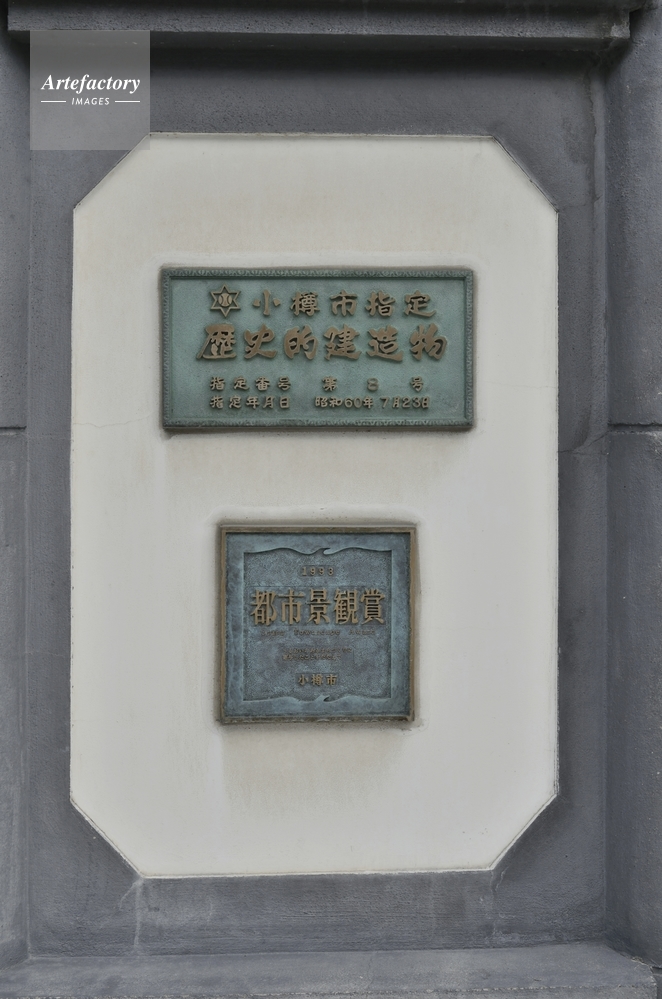 Artefactory
IMAGES
小樽市指定
歴史的建造物
指定番号 第 8 号
指定年月日 昭和60年7月23日
1993
都市景観賞
小樽市